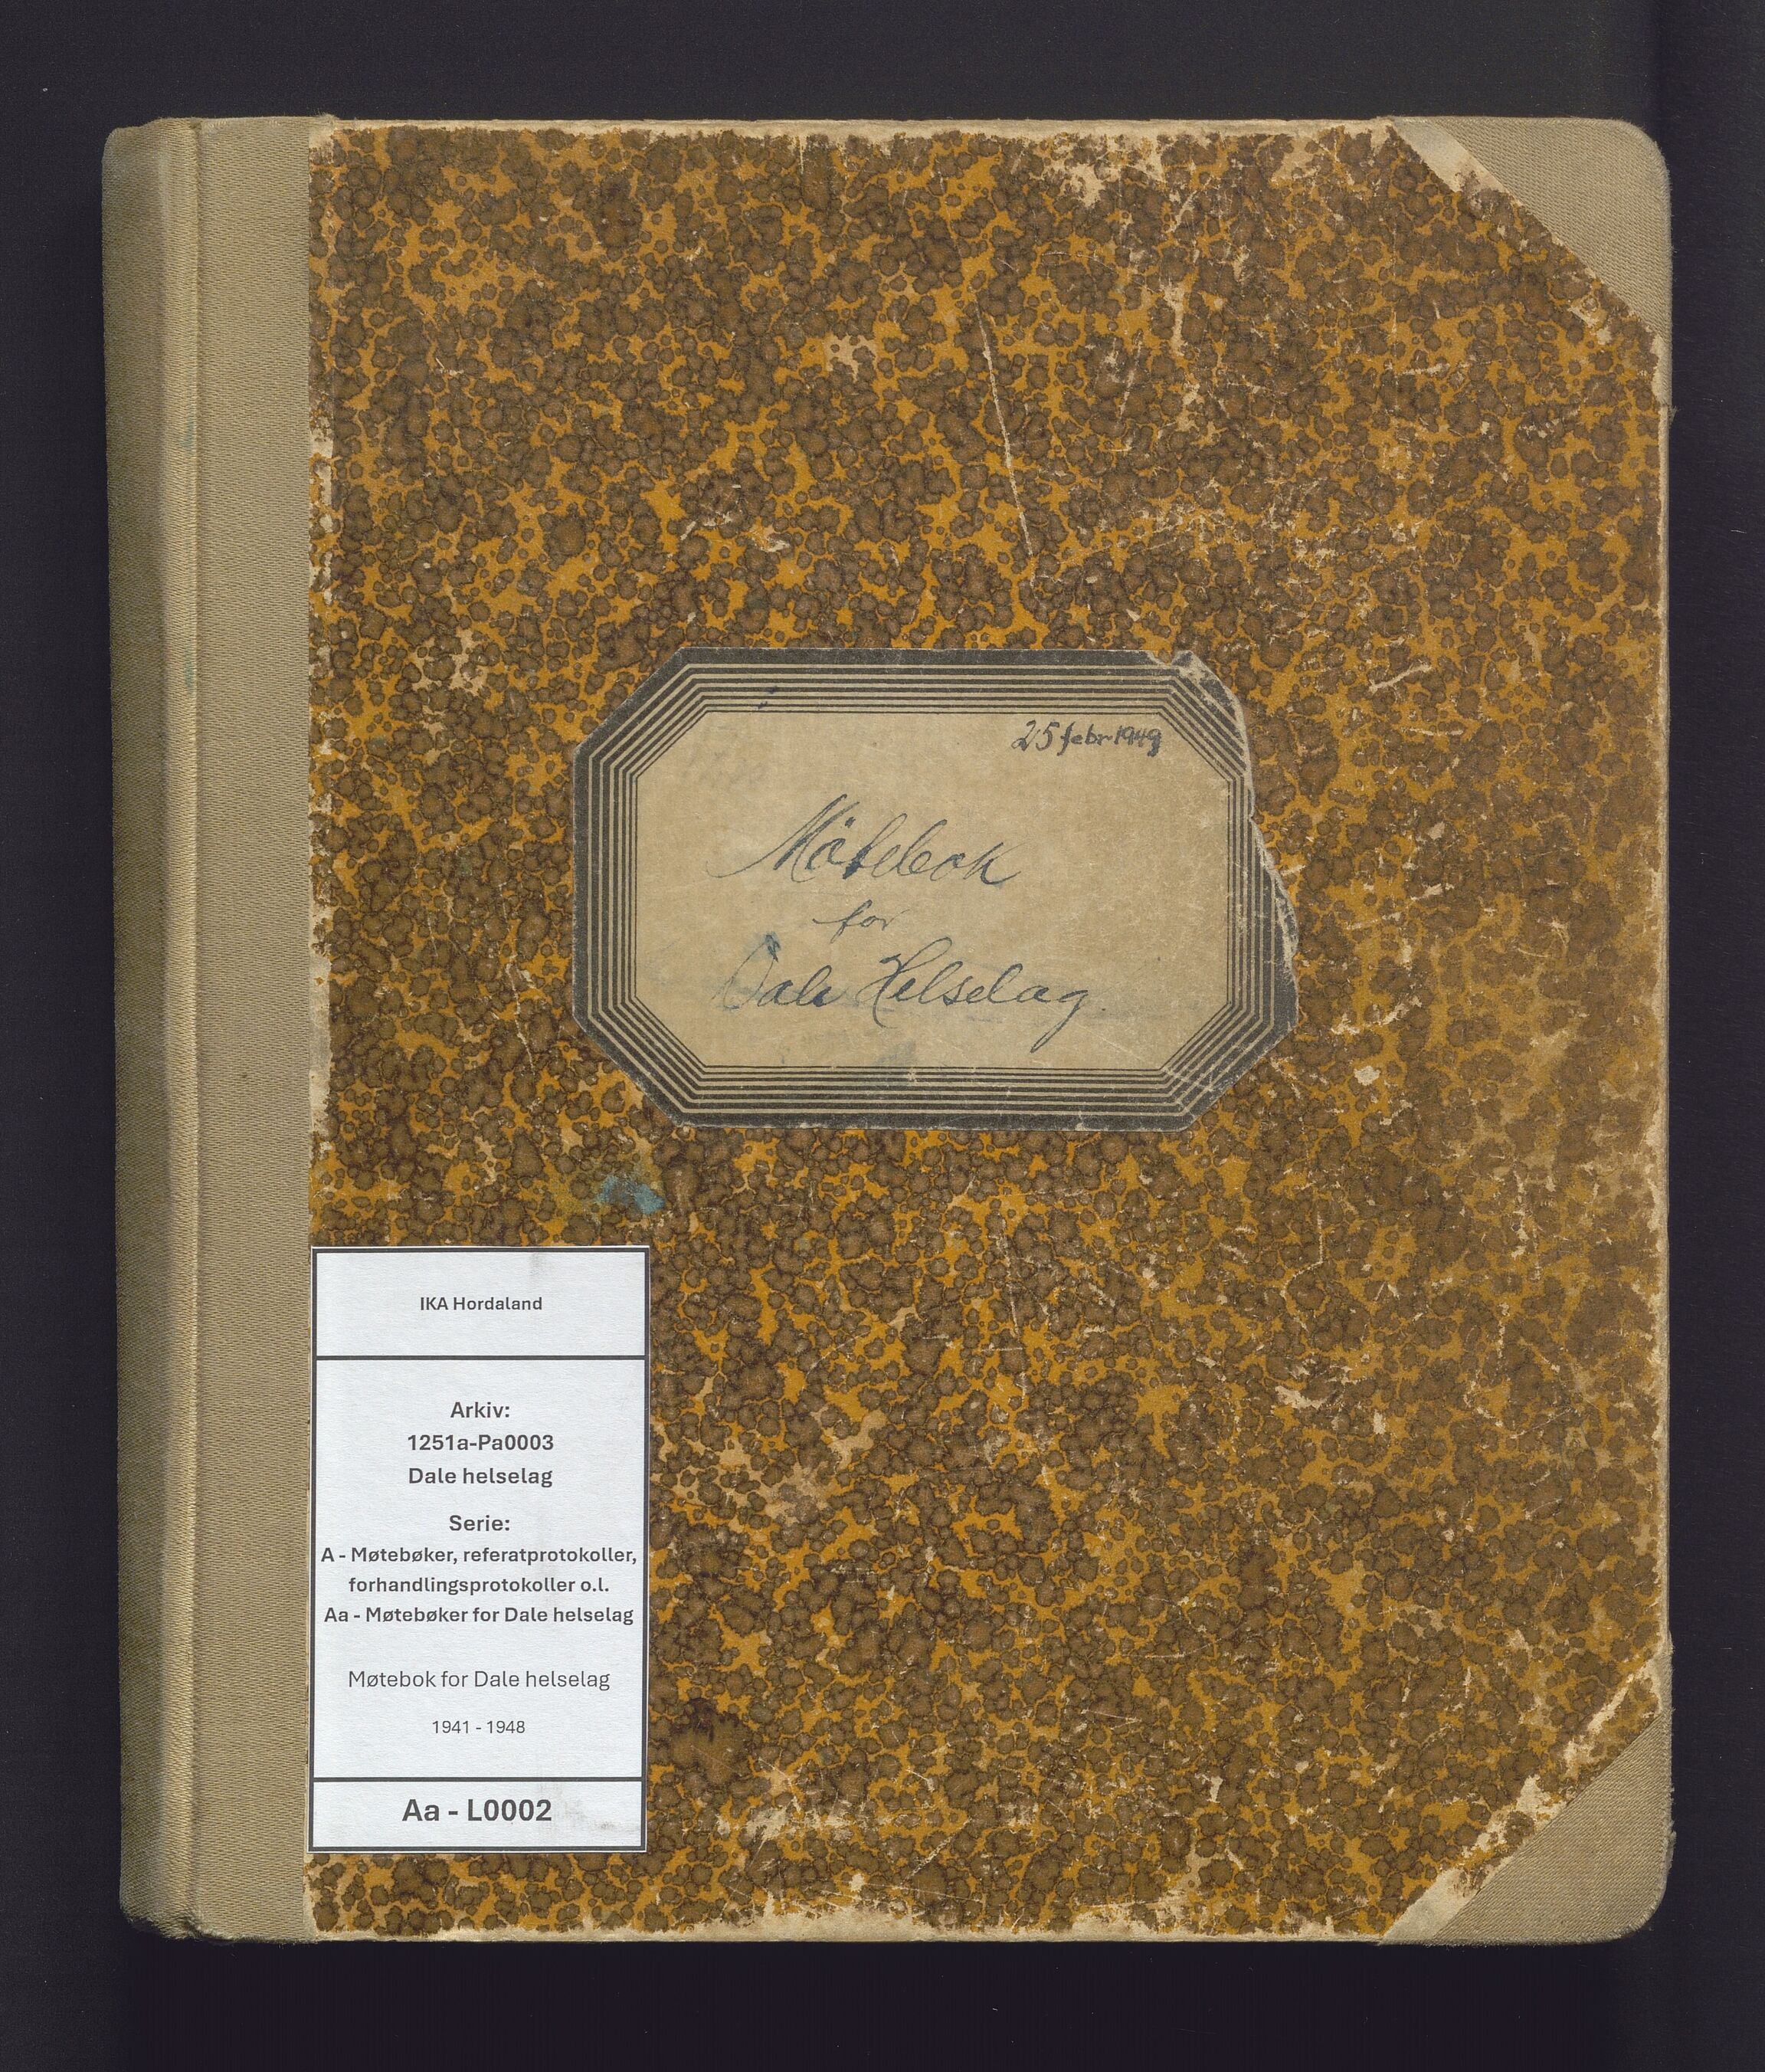 25 febr 1949
Møtebok
for
Dale Helselag.
IKA Hordaland
Arkiv:
1251a-Pa0003
Dale helselag
Serie:
A - Møtebøker, referatprotokoller,
forhandlingsprotokoller o.l.
Aa - Møtebøker for Dale helselag
Møtebok for Dale helselag
1941 - 1948
Aa - L0002